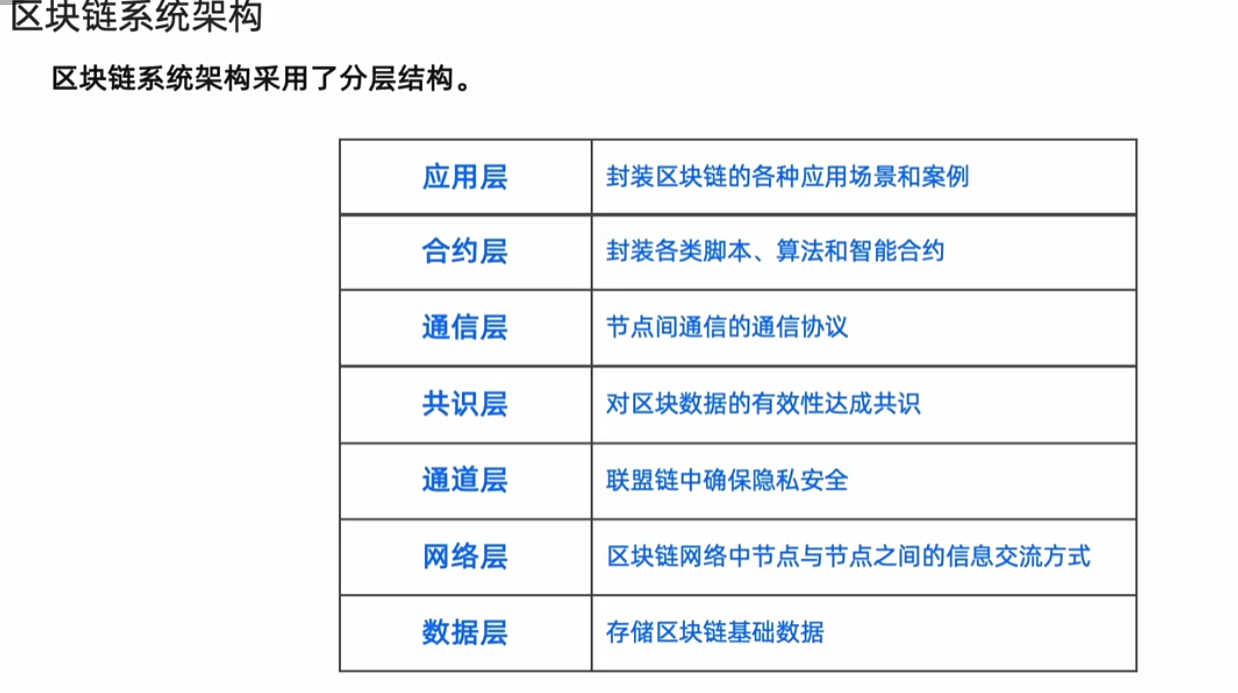 区块链系统架构
区块链系统架构采用了分层结构。
应用层 封装区块链的各种应用场景和案例
合约层 封装各类脚本、算法和智能合约
通信层 节点间通信的通信协议
共识层 对区块数据的有效性达成共识
通道层 联盟链中确保隐私安全
网络层 区块链网络中节点与节点之间的信息交流方式
数据层 存储区块链基础数据